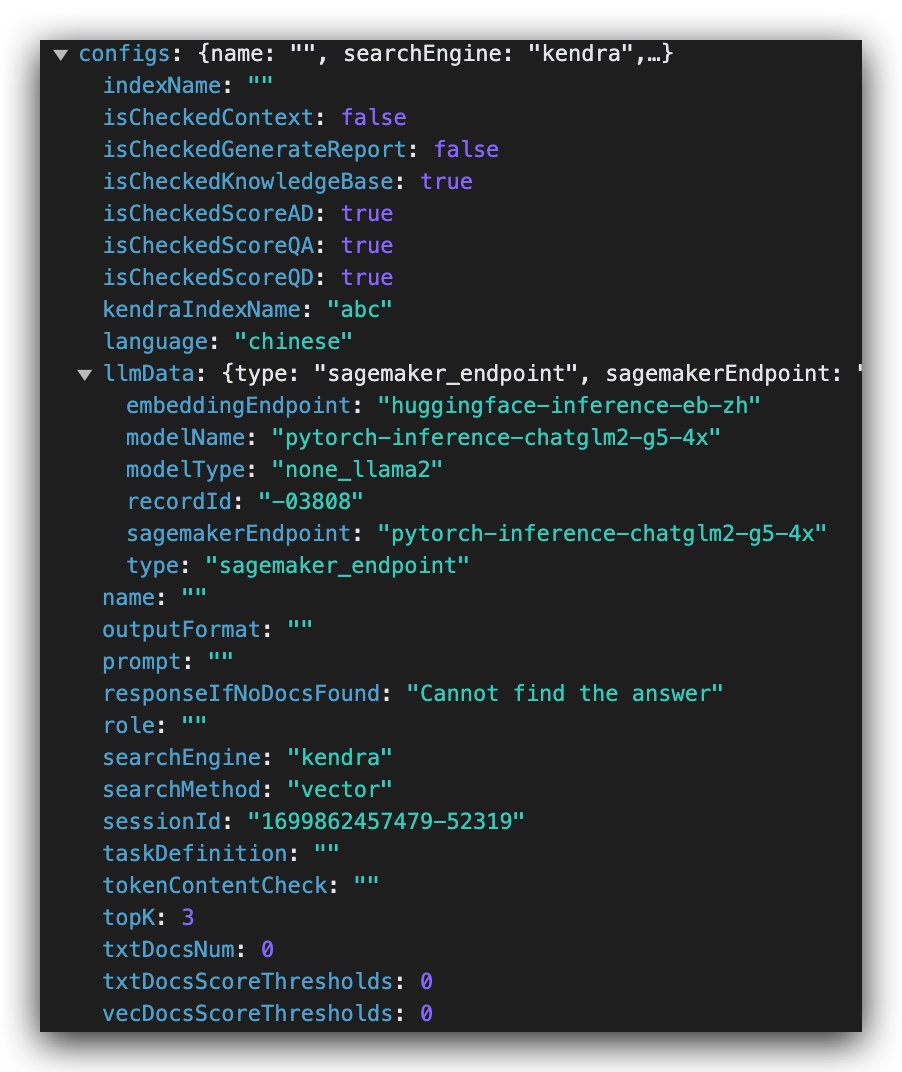 configs: {name: "", searchEngine: "kendra",…}
indexName: ""
isCheckedContext: false
isCheckedGenerateReport: false
isCheckedKnowledgeBase: true
isCheckedScoreAD: true
isCheckedScoreQA: true
isCheckedScoreQD: true
kendraIndexName: "abc"
language: "chinese"
llmData: {type: "sagemaker_endpoint", sagemakerEndpoint: "
embeddingEndpoint: "huggingface-inference-eb-zh"
modelName: "pytorch-inference-chatglm2-g5-4x"
modelType: "none_llama2"
recordId: "-03808"
sagemakerEndpoint: "pytorch-inference-chatglm2-g5-4x"
type: "sagemaker_endpoint"
name: ""
outputFormat: ""
prompt: ""
responseIfNoDocsFound: "Cannot find the answer"
role: ""
searchEngine: "kendra"
searchMethod: "vector"
sessionId: "1699862457479-52319"
taskDefinition: ""
tokenContentCheck: ""
topK: 3
txtDocsNum: 0
txtDocsScoreThresholds: 0
vecDocsScoreThresholds: 0